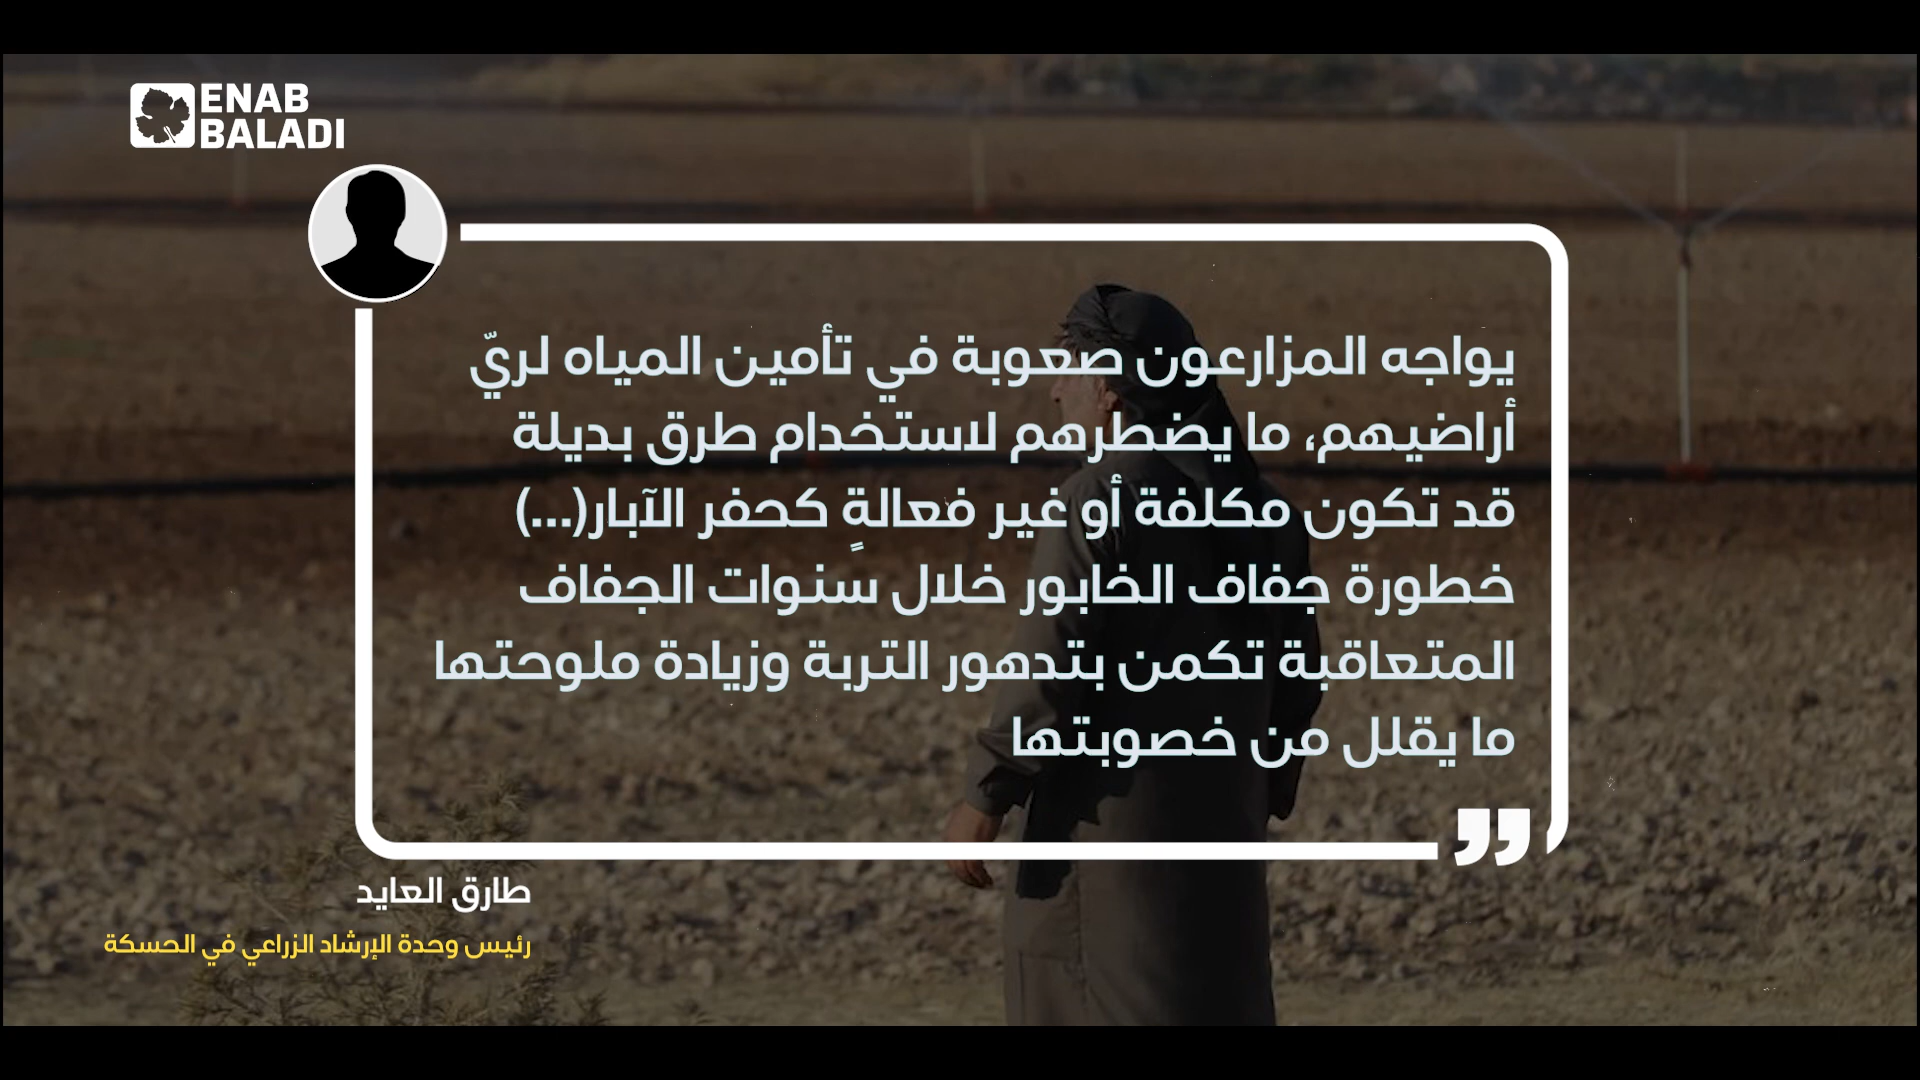 ENAB
BALADI
يواجه المزارعون صعوبة في تأمين المياه لريّ
أراضيهم، ما يضطرهم لاستخدام طرق بديلة
قد تكون مكلفة أو غير فعالةٍ كحفر الآبار(...)
خطورة جفاف الخابور خلال سنوات الجفاف
المتعاقبة تكمن بتدهور التربة وزيادة ملوحتها
ما يقلل من خصوبتها
طارق العايد
رئيس وحدة الإرشاد الزراعي في الحسكة